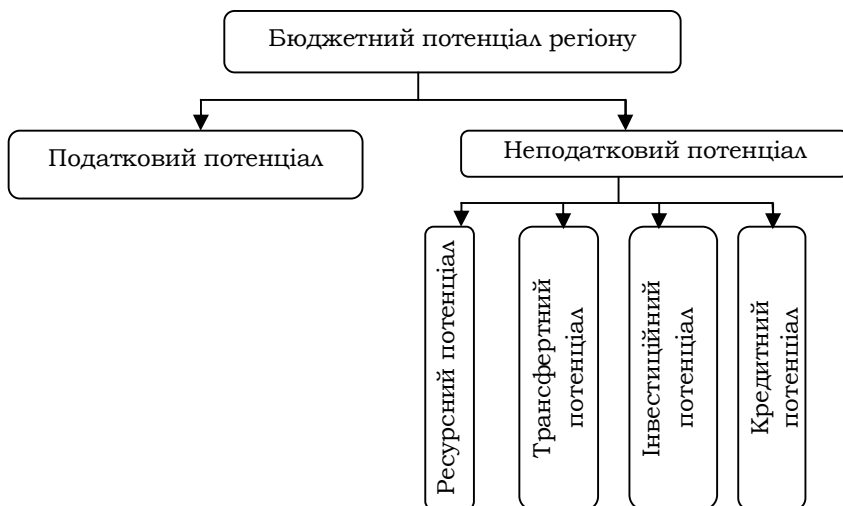 Бюджетний потенціал регіону
Податковий потенціал
Неподатковий потенціал
Ресурсний потенціал
Трансфертний
потенціал
Інвестиційний
потенціал
Кредитний
потенціал